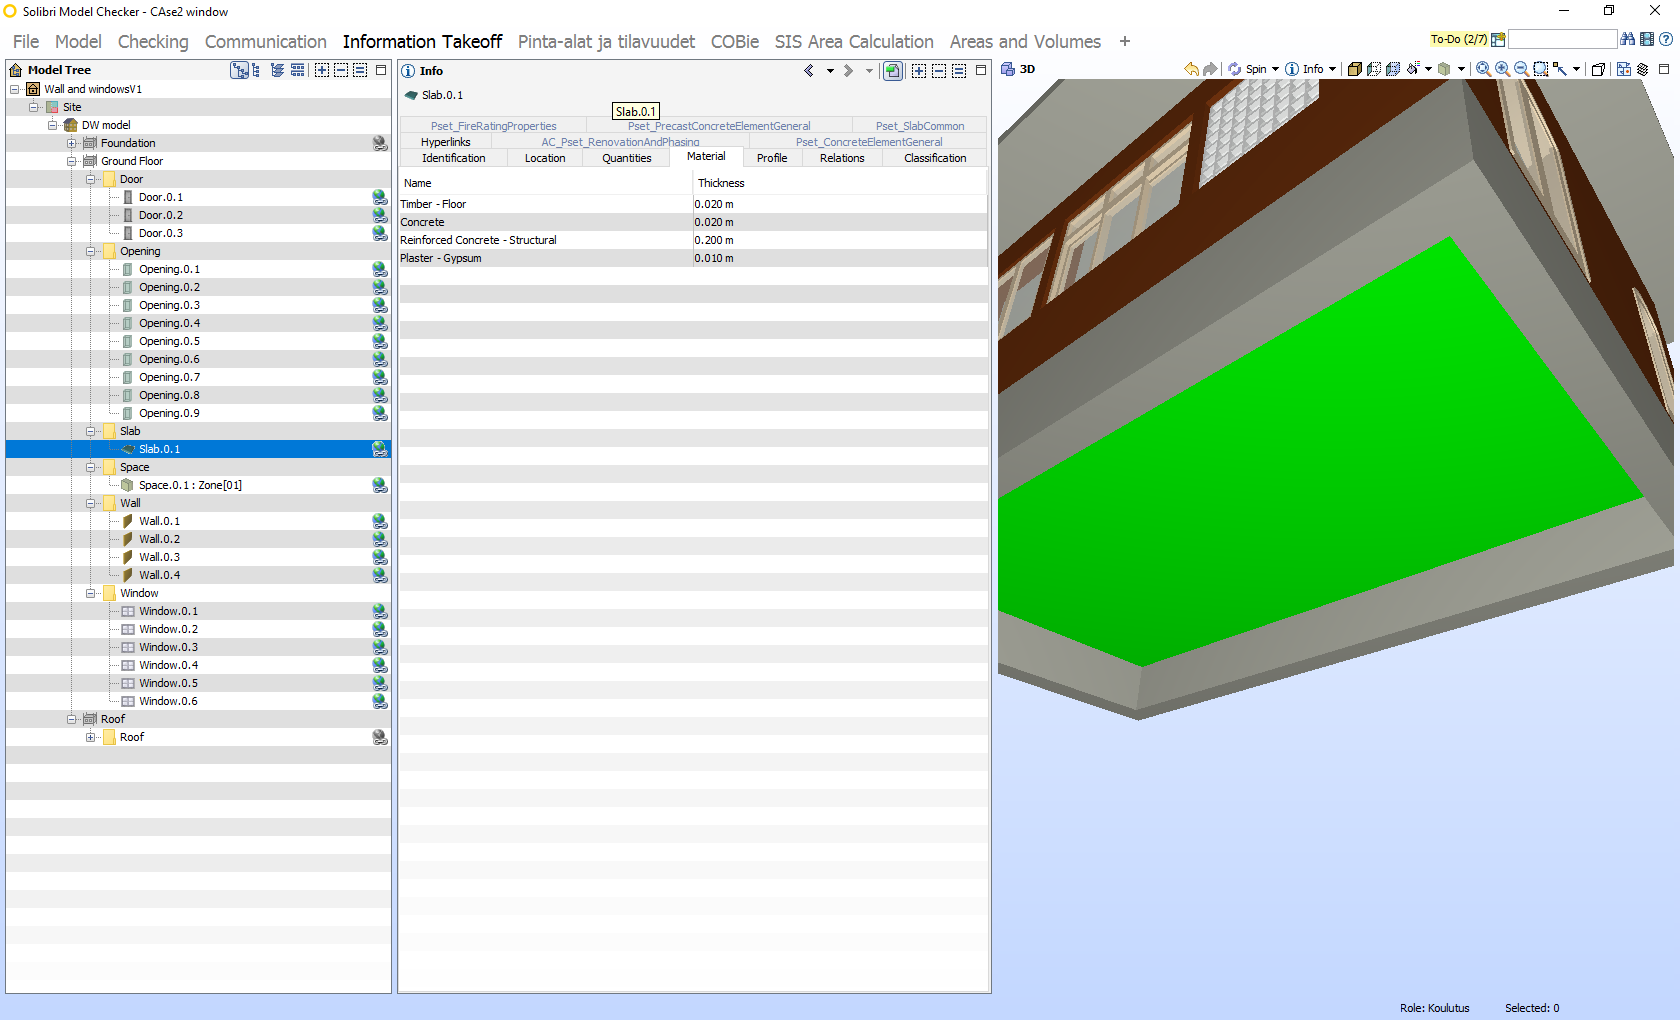 Solibri Model Checker - CAse2 window
File Model Checking Communication Information Takeoff Pinta-alat ja tilavuudet COBie SIS Area Calculation Areas and Volumes +
To-Do (2/7)
Model Tree
Wall and windowsV1
Site
DW model
Foundation
Ground Floor
Door
Door.0.1
Door.0.2
Door.0.3
Opening
Opening.0.1
Opening.0.2
Opening.0.3
Opening.0.4
Opening.0.5
Opening.0.6
Opening.0.7
Opening.0.8
Opening.0.9
Slab
Slab.0.1
Space
Space.0.1 : Zone[01]
Wall
Wall.0.1
Wall.0.2
Wall.0.3
Wall.0.4
Window
Window.0.1
Window.0.2
Window.0.3
Window.0.4
Window.0.5
Window.0.6
Roof
Roof
Info
Slab.0.1
Slab.0.1
Pset_FireRatingProperties Pset_PrecastConcreteElementGeneral Pset_SlabCommon
Hyperlinks AC_Pset_RenovationAndPhasing Pset_ConcreteElementGeneral
Identification Location Quantities Material Profile Relations Classification
Name Thickness
Timber - Floor 0.020 m
Concrete 0.020 m
Reinforced Concrete - Structural 0.200 m
Plaster - Gypsum 0.010 m
3D
Spin Info
Role: Koulutus Selected: 0